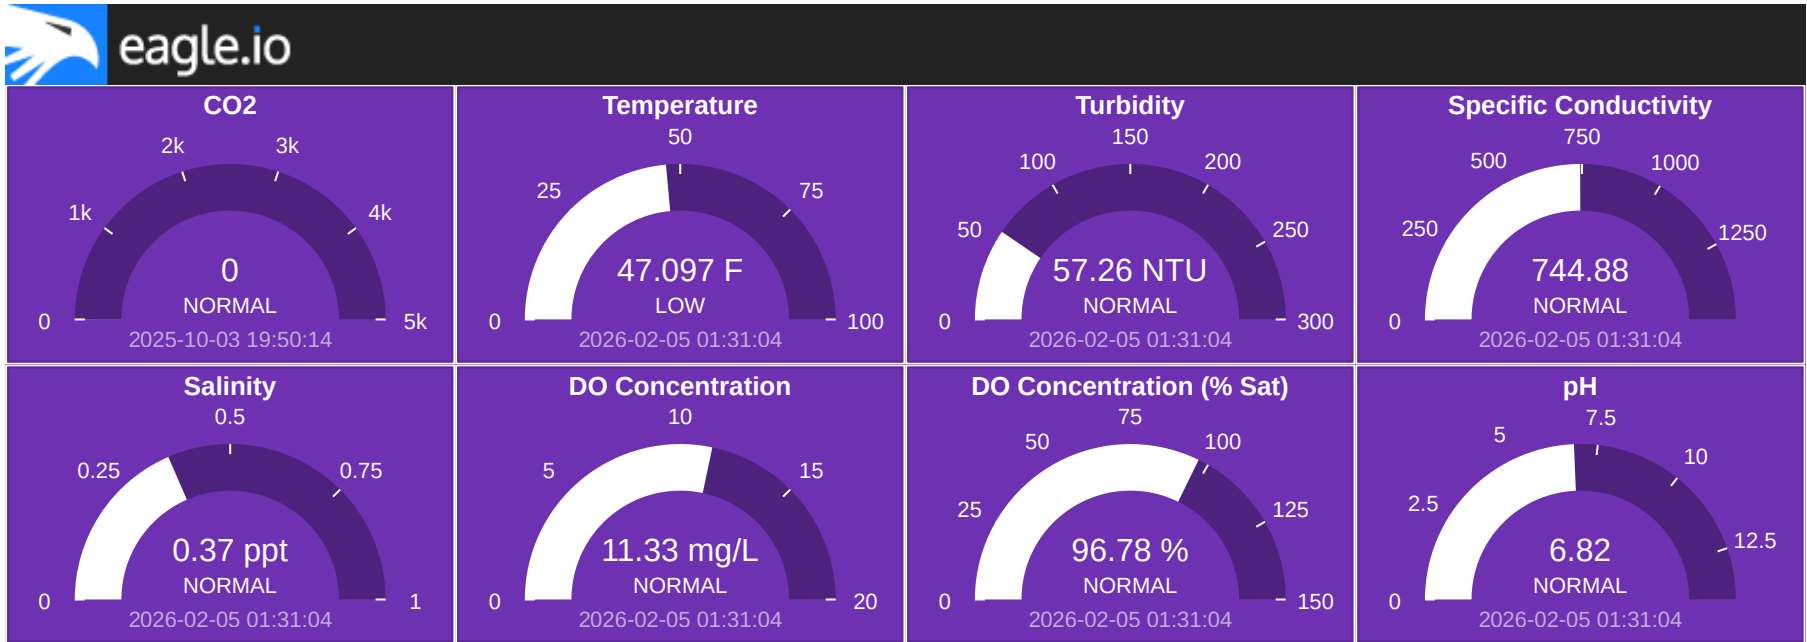 eagle.io
CO2
0
1k
2k
3k
4k
5k
0
NORMAL
2025-10-03 19:50:14
Temperature
0
25
50
75
100
47.097 F
LOW
2026-02-05 01:31:04
Turbidity
0
50
100
150
200
250
300
57.26 NTU
NORMAL
2026-02-05 01:31:04
Specific Conductivity
0
250
500
750
1000
1250
744.88
NORMAL
2026-02-05 01:31:04
Salinity
0
0.25
0.5
0.75
1
0.37 ppt
NORMAL
2026-02-05 01:31:04
DO Concentration
0
5
10
15
20
11.33 mg/L
NORMAL
2026-02-05 01:31:04
DO Concentration (% Sat)
0
25
50
75
100
125
150
96.78 %
NORMAL
2026-02-05 01:31:04
pH
0
2.5
5
7.5
10
12.5
6.82
NORMAL
2026-02-05 01:31:04